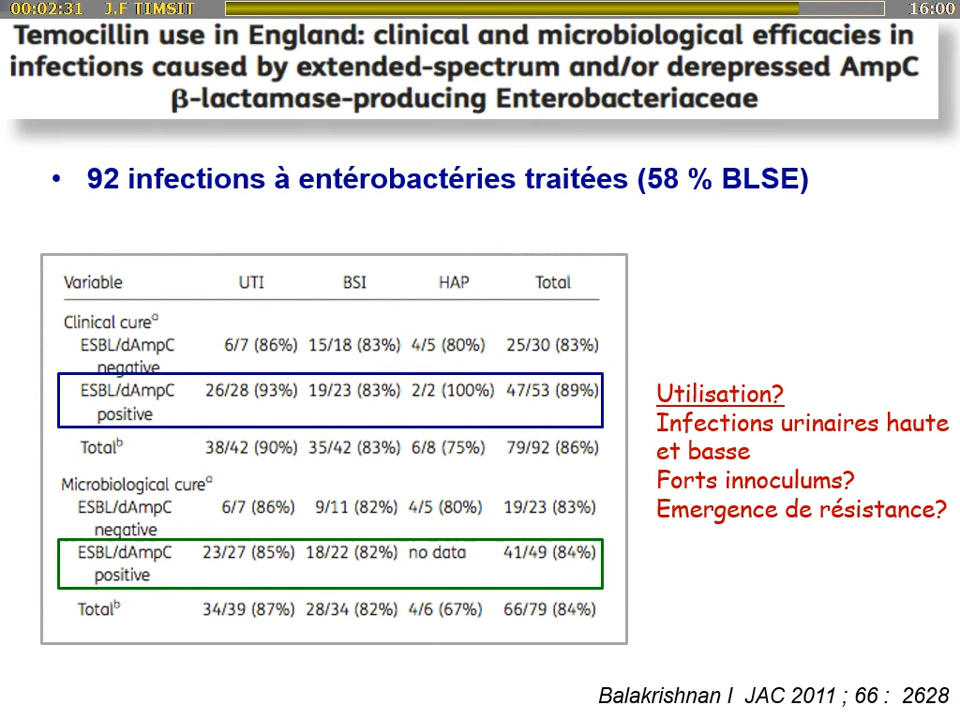 00:02:31 J.F TIMSIT 16:00
Temocillin use in England: clinical and microbiological efficacies in
infections caused by extended-spectrum and/or derepressed AmpC
β-lactamase-producing Enterobacteriaceae
• 92 infections à entérobactéries traitées (58 % BLSE)
Variable UTI BSI HAP Total
Clinical cureᵃ
ESBL/dAmpC 6/7 (86%) 15/18 (83%) 4/5 (80%) 25/30 (83%)
negative
ESBL/dAmpC 26/28 (93%) 19/23 (83%) 2/2 (100%) 47/53 (89%)
positive
Totalᵇ 38/42 (90%) 35/42 (83%) 6/8 (75%) 79/92 (86%)
Microbiological cureᵃ
ESBL/dAmpC 6/7 (86%) 9/11 (82%) 4/5 (80%) 19/23 (83%)
negative
ESBL/dAmpC 23/27 (85%) 18/22 (82%) no data 41/49 (84%)
positive
Totalᵇ 34/39 (87%) 28/34 (82%) 4/6 (67%) 66/79 (84%)
Utilisation?
Infections urinaires haute
et basse
Forts innoculums?
Emergence de résistance?
Balakrishnan I JAC 2011 ; 66 : 2628